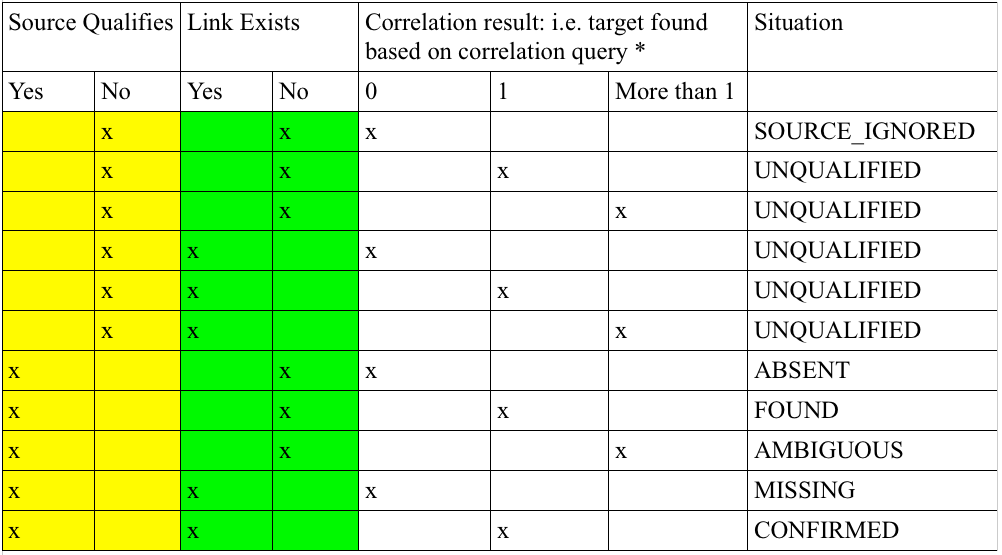 Source Qualifies Link Exists Correlation result: i.e. target found based on correlation query * Situation
Yes No Yes No 0 1 More than 1
x x x SOURCE_IGNORED
x x x UNQUALIFIED
x x x UNQUALIFIED
x x x UNQUALIFIED
x x x UNQUALIFIED
x x x UNQUALIFIED
x x x ABSENT
x x x FOUND
x x x AMBIGUOUS
x x x MISSING
x x x CONFIRMED